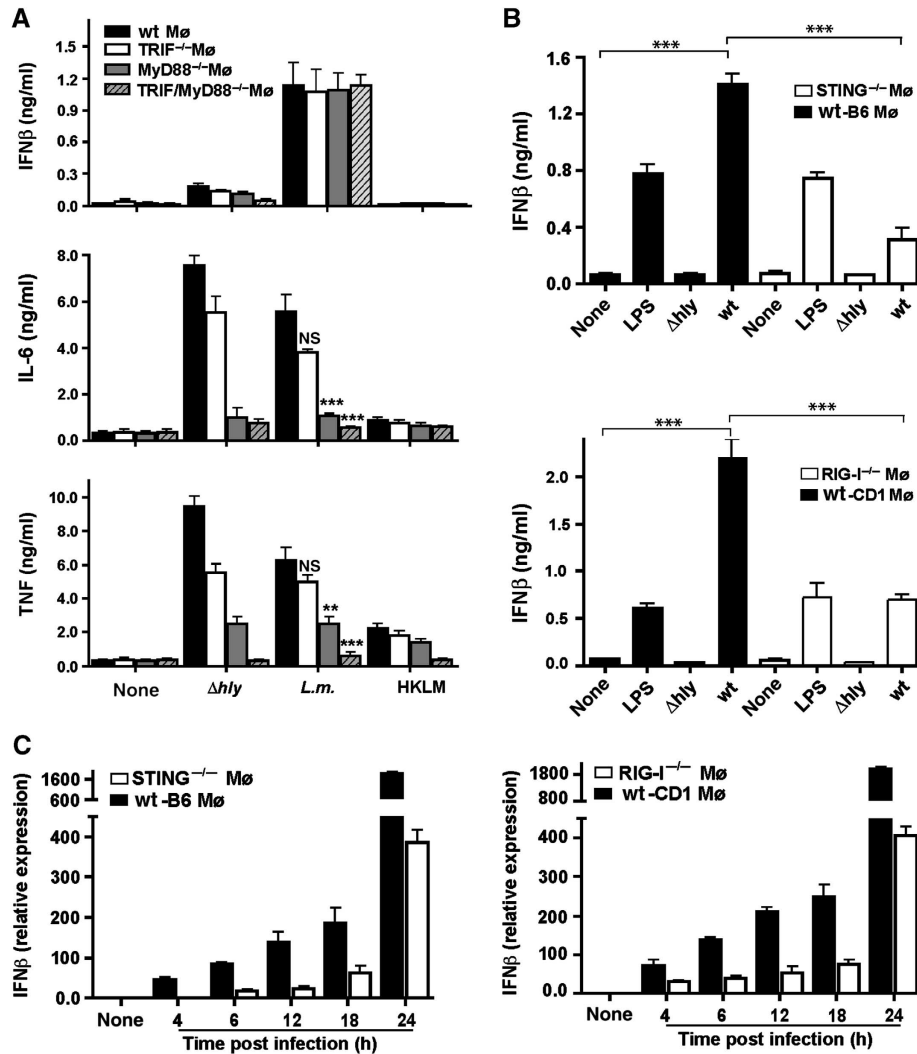 A
wt Mø
TRIF⁻/⁻Mø
MyD88⁻/⁻Mø
TRIF/MyD88⁻/⁻Mø
IFNβ (ng/ml)
1.5
1.2
0.9
0.6
0.3
0.0
IL-6 (ng/ml)
8.0
6.0
4.0
2.0
0.0
NS
***
***
TNF (ng/ml)
10.0
8.0
6.0
4.0
2.0
0.0
NS
**
***
None Δhly L.m. HKLM
B
*** ***
STING⁻/⁻ Mø
wt-B6 Mø
IFNβ (ng/ml)
1.6
1.2
0.8
0.4
0.0
None LPS Δhly wt None LPS Δhly wt
*** ***
RIG-I⁻/⁻ Mø
wt-CD1 Mø
IFNβ (ng/ml)
2.0
1.5
1.0
0.5
0.0
None LPS Δhly wt None LPS Δhly wt
C
STING⁻/⁻ Mø
wt-B6 Mø
IFNβ (relative expression)
1600
600
400
300
200
100
0.0
None 4 6 12 18 24
Time post infection (h)
RIG-I⁻/⁻ Mø
wt-CD1 Mø
IFNβ (relative expression)
1800
800
400
300
200
100
0.0
None 4 6 12 18 24
Time post infection (h)